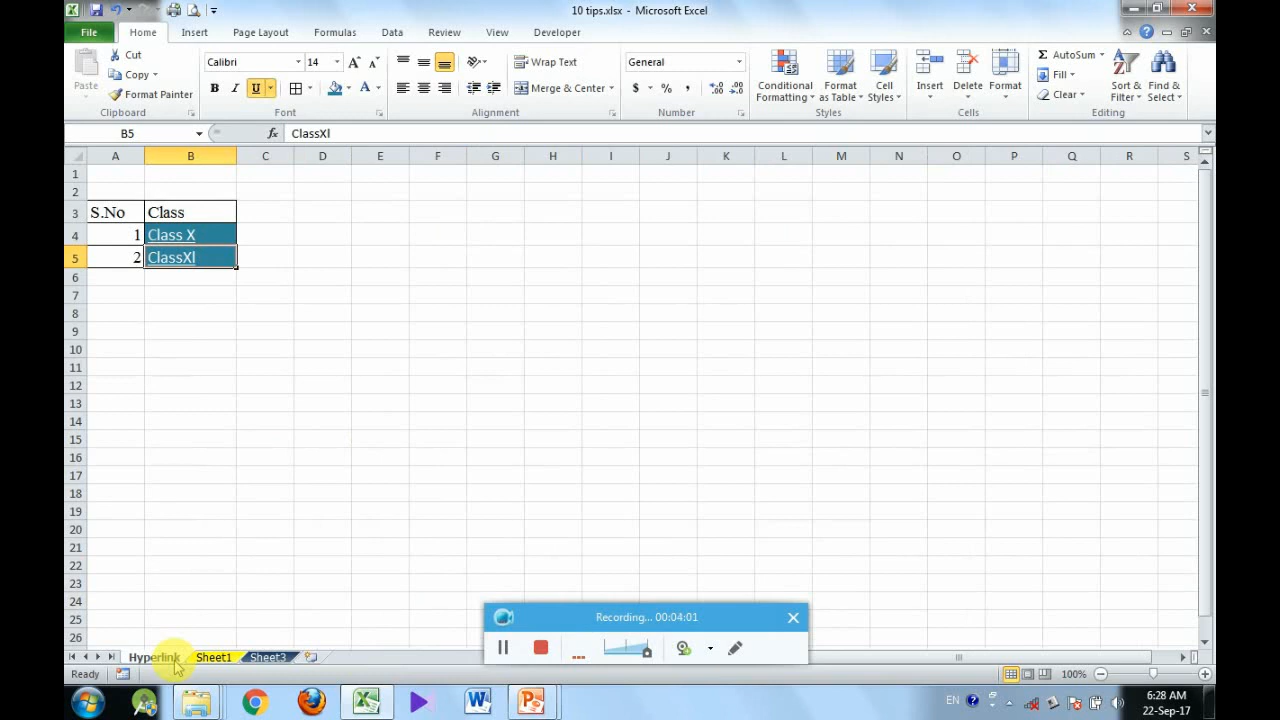 10 tips.xlsx - Microsoft Excel
File Home Insert Page Layout Formulas Data Review View Developer
Paste
Cut
Copy
Format Painter
Clipboard
Calibri 14
B I U A
Font
Wrap Text
Merge & Center
Alignment
General
$ % ,
Number
Conditional Formatting
Format as Table
Cell Styles
Styles
Insert Delete Format
Cells
AutoSum
Fill
Clear
Sort & Filter
Find & Select
Editing
B5 fx ClassXl
A B C D E F G H I J K L M N O P Q R S
1
2
3 S.No Class
4 1 Class X
5 2 ClassXl
6
7
8
9
10
11
12
13
14
15
16
17
18
19
20
21
22
23
24
25
26
Recording... 00:04:01
Hyperlink Sheet1 Sheet3
Ready 100%
EN 6:28 AM
22-Sep-17